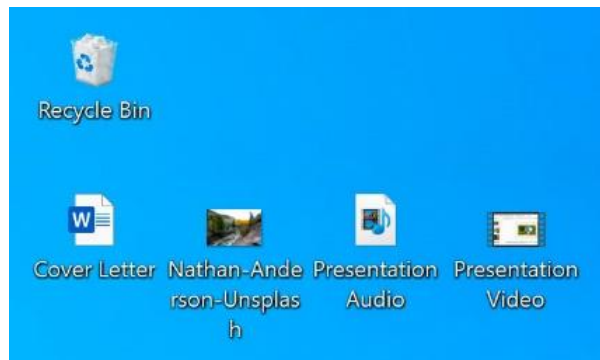 Recycle Bin
W
Cover Letter
Nathan-Ande
rson-Unsplas
h
Presentation
Audio
Presentation
Video